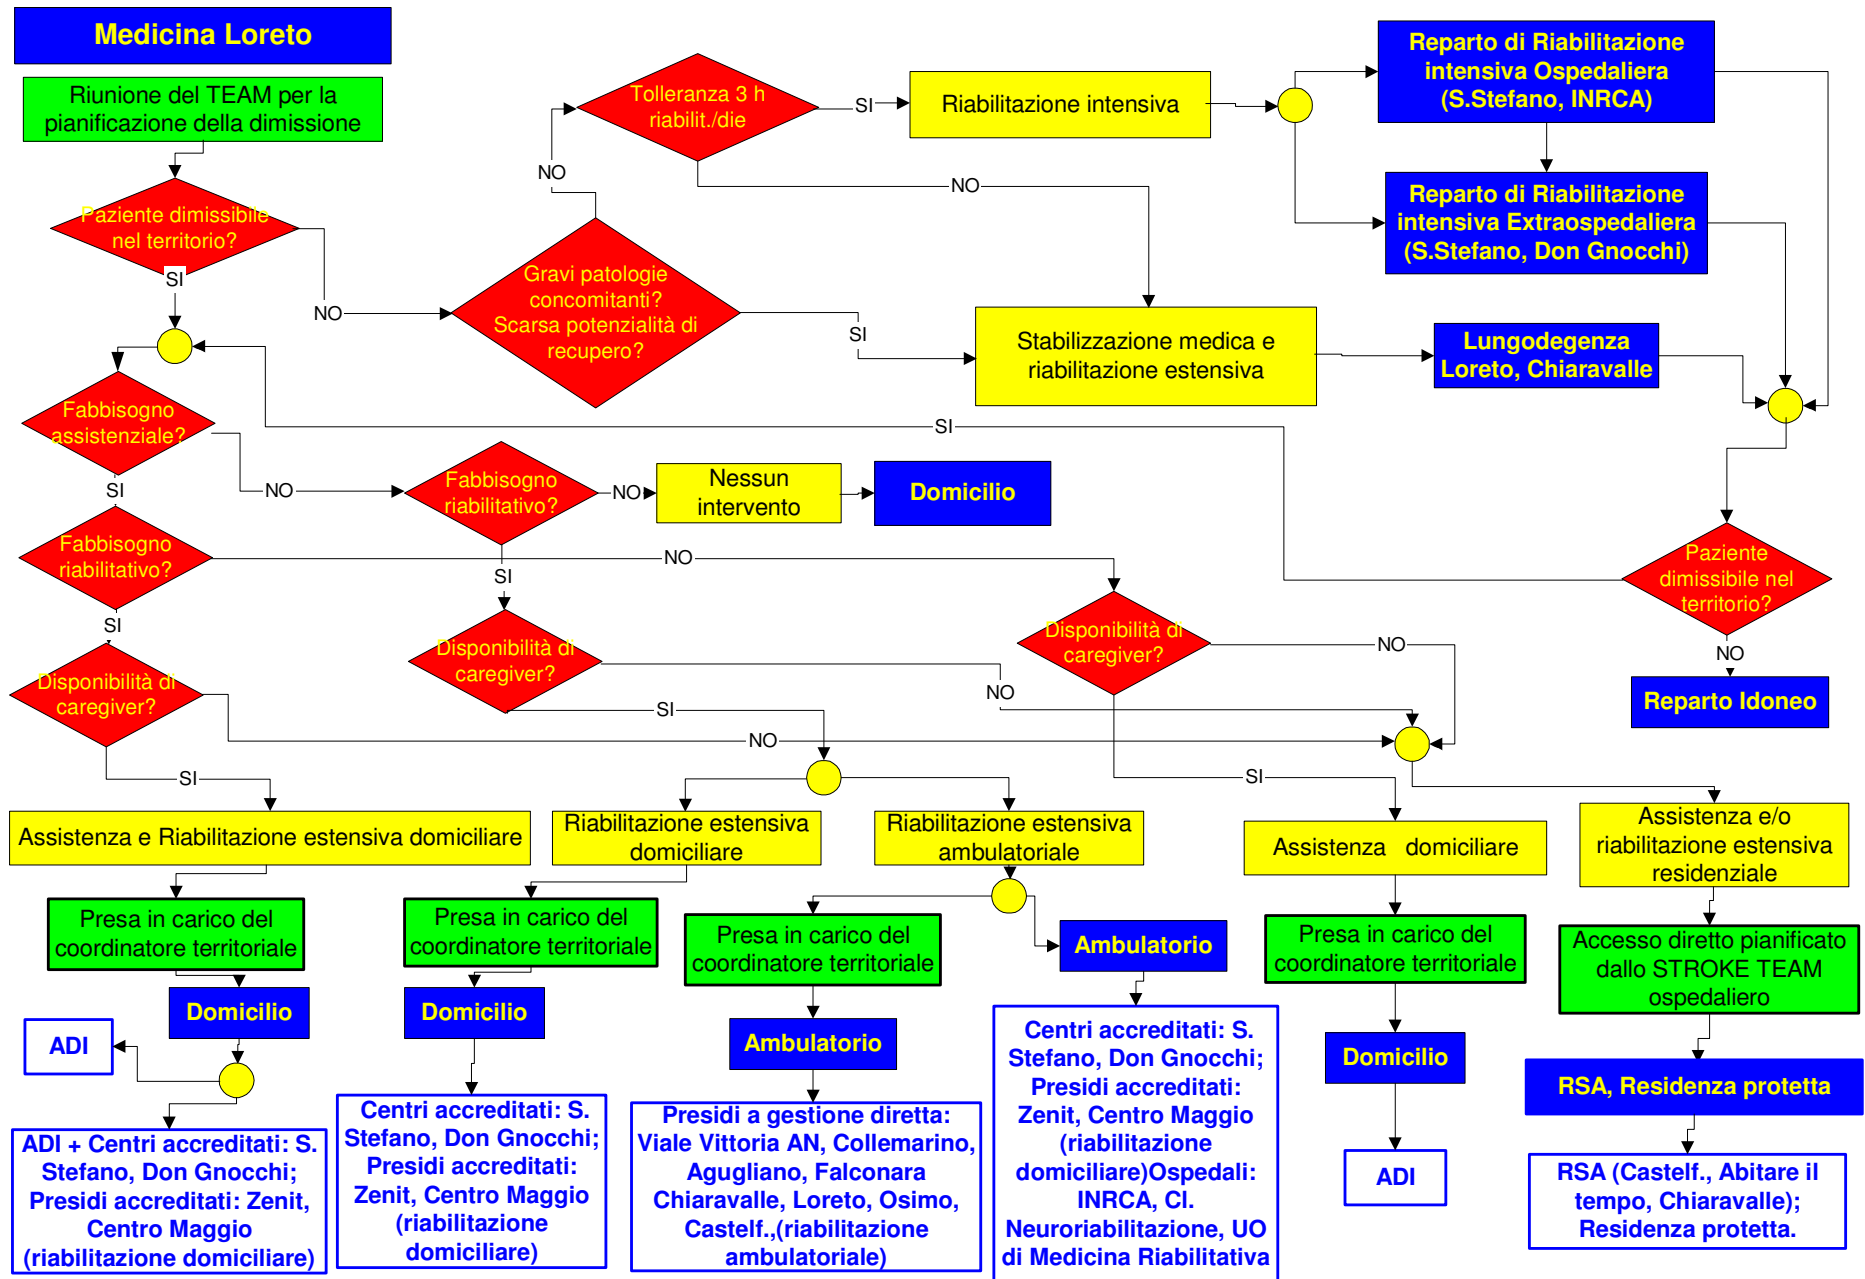 Medicina Loreto
Riunione del TEAM per la
pianificazione della dimissione
Paziente dimissibile
nel territorio?
SI
NO
Gravi patologie
concomitanti?
Scarsa potenzialità di
recupero?
NO
SI
Tolleranza 3 h
riabilit./die
SI
NO
Riabilitazione intensiva
Reparto di Riabilitazione
intensiva Ospedaliera
(S.Stefano, INRCA)
Reparto di Riabilitazione
intensiva Extraospedaliera
(S.Stefano, Don Gnocchi)
Stabilizzazione medica e
riabilitazione estensiva
Lungodegenza
Loreto, Chiaravalle
Paziente
dimissibile nel
territorio?
SI
NO
Reparto Idoneo
Fabbisogno
assistenziale?
SI
NO
Fabbisogno
riabilitativo?
NO
Nessun
intervento
Domicilio
SI
Fabbisogno
riabilitativo?
NO
SI
Disponibilità di
caregiver?
NO
SI
Disponibilità di
caregiver?
NO
SI
Disponibilità di
caregiver?
NO
SI
Assistenza e Riabilitazione estensiva domiciliare
Riabilitazione estensiva
domiciliare
Riabilitazione estensiva
ambulatoriale
Assistenza domiciliare
Assistenza e/o
riabilitazione estensiva
residenziale
Presa in carico del
coordinatore territoriale
Presa in carico del
coordinatore territoriale
Presa in carico del
coordinatore territoriale
Ambulatorio
Presa in carico del
coordinatore territoriale
Accesso diretto pianificato
dallo STROKE TEAM
ospedaliero
Domicilio
Domicilio
Ambulatorio
Domicilio
RSA, Residenza protetta
ADI
ADI + Centri accreditati: S.
Stefano, Don Gnocchi;
Presidi accreditati: Zenit,
Centro Maggio
(riabilitazione domiciliare)
Centri accreditati: S.
Stefano, Don Gnocchi;
Presidi accreditati:
Zenit, Centro Maggio
(riabilitazione
domiciliare)
Presidi a gestione diretta:
Viale Vittoria AN, Collemarino,
Agugliano, Falconara
Chiaravalle, Loreto, Osimo,
Castelf.,(riabilitazione
ambulatoriale)
Centri accreditati: S.
Stefano, Don Gnocchi;
Presidi accreditati:
Zenit, Centro Maggio
(riabilitazione
domiciliare)Ospedali:
INRCA, Cl.
Neuroriabilitazione, UO
di Medicina Riabilitativa
ADI
RSA (Castelf., Abitare il
tempo, Chiaravalle);
Residenza protetta.